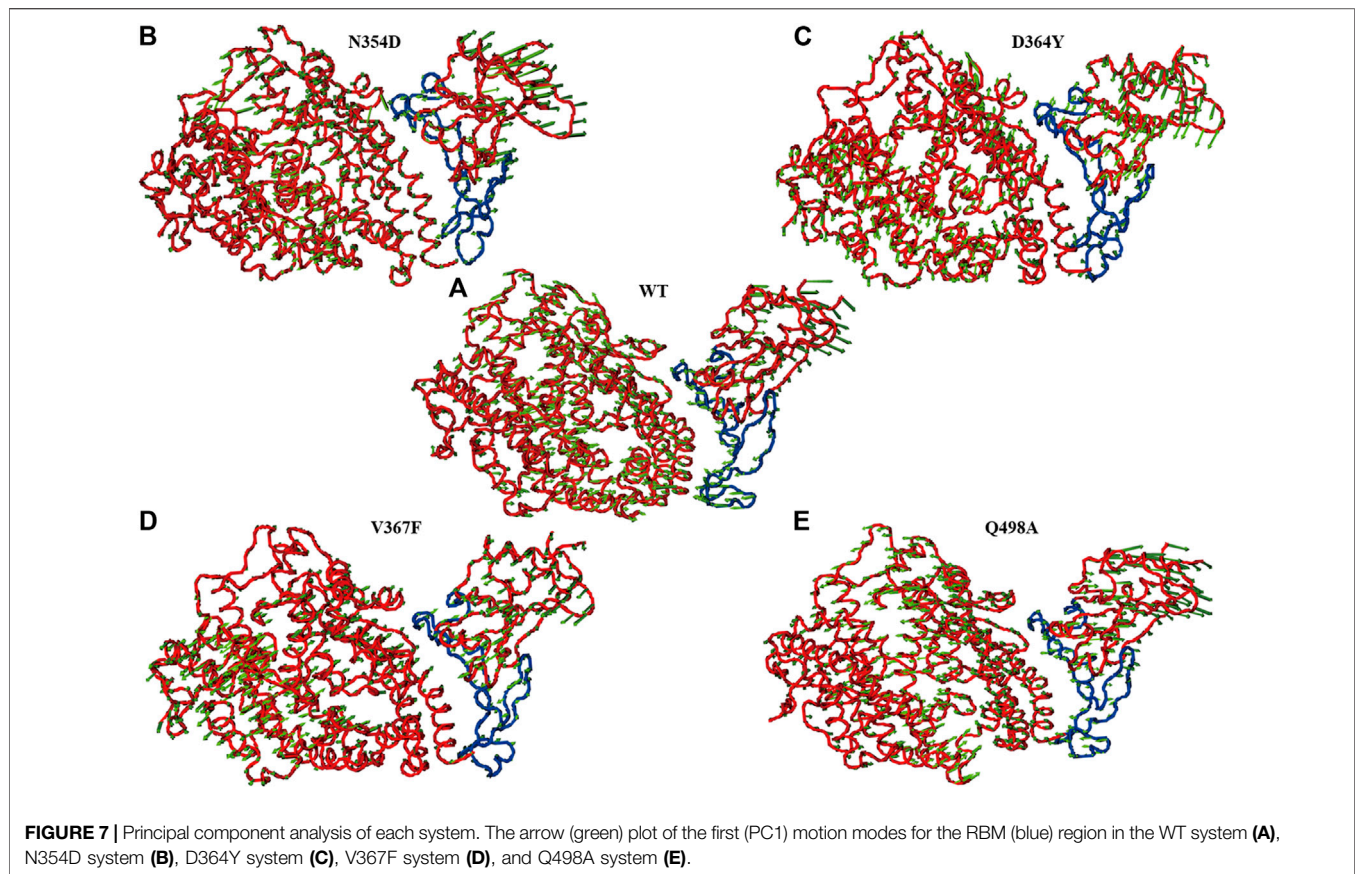 B
N354D
C
D364Y
A
WT
D
V367F
E
Q498A
FIGURE 7 | Principal component analysis of each system. The arrow (green) plot of the first (PC1) motion modes for the RBM (blue) region in the WT system (A),
N354D system (B), D364Y system (C), V367F system (D), and Q498A system (E).